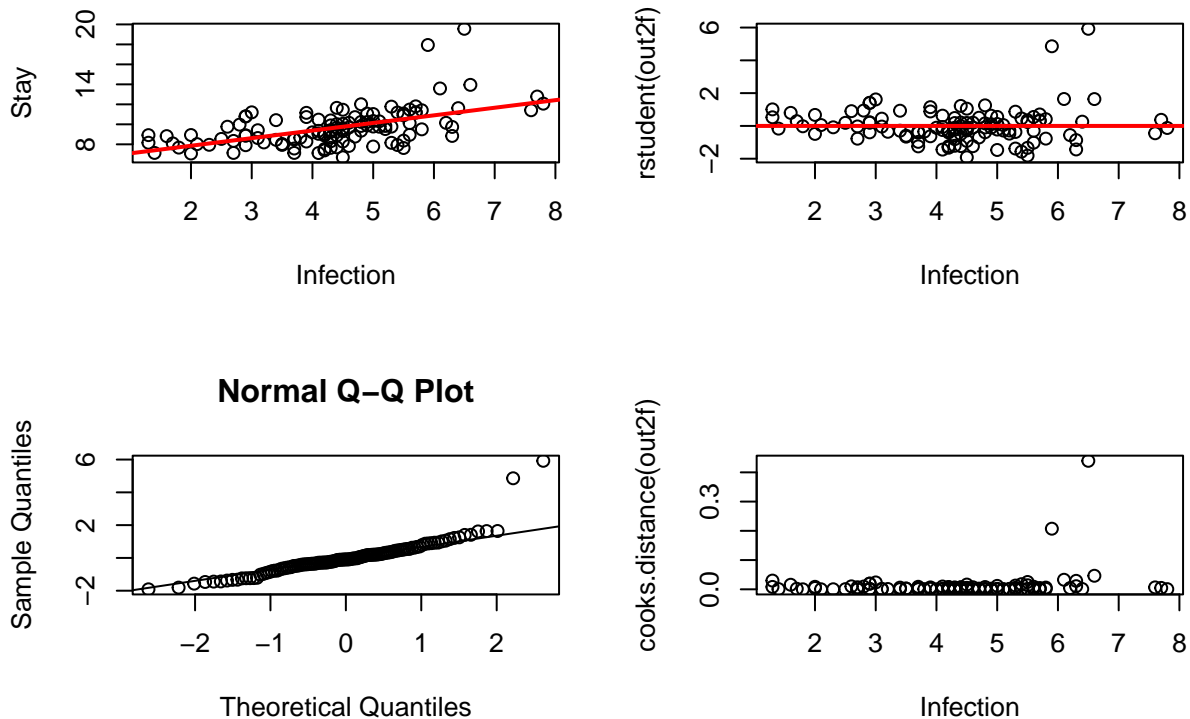 20
14
8
Stay
2 3 4 5 6 7 8
Infection
6
2
−2
rstudent(out2f)
2 3 4 5 6 7 8
Infection
Normal Q−Q Plot
6
2
−2
Sample Quantiles
−2 −1 0 1 2
Theoretical Quantiles
0.3
0.0
cooks.distance(out2f)
2 3 4 5 6 7 8
Infection